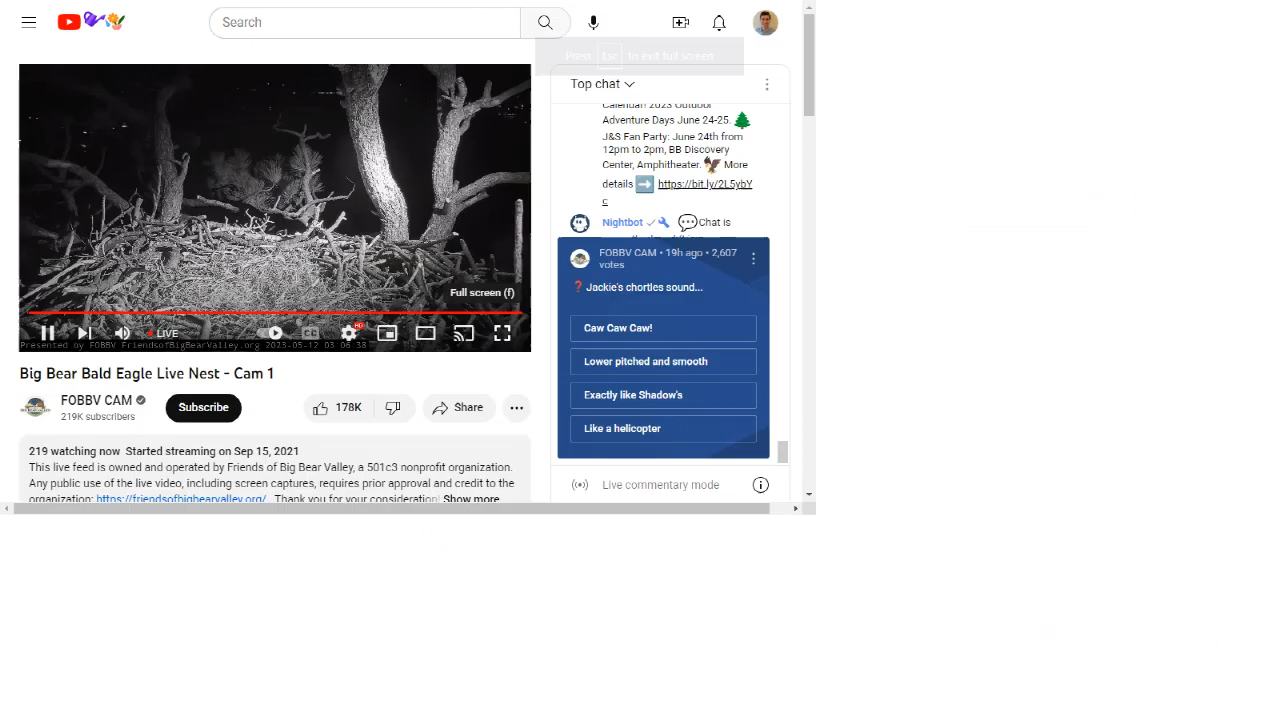 Search
Press Esc to exit full screen
Top chat
Calendar! 2023 Outdoor
Adventure Days June 24-25.
J&S Fan Party: June 24th from
12pm to 2pm, BB Discovery
Center, Amphitheater. More
details https://bit.ly/2L5ybY
c
Nightbot Chat is
FOBBV CAM • 19h ago • 2,607
votes
❓Jackie's chortles sound...
Caw Caw Caw!
Lower pitched and smooth
Exactly like Shadow's
Like a helicopter
Live commentary mode
Full screen (f)
LIVE
CC
HD
Presented by FOBBV FriendsofBigBearValley.org 2023-05-12 03 06 38
Big Bear Bald Eagle Live Nest - Cam 1
FOBBV CAM
219K subscribers
Subscribe
178K
Share
219 watching now Started streaming on Sep 15, 2021
This live feed is owned and operated by Friends of Big Bear Valley, a 501c3 nonprofit organization.
Any public use of the live video, including screen captures, requires prior approval and credit to the
organization: https://friendsofbigbearvalley.org/ . Thank you for your consideration! Show more